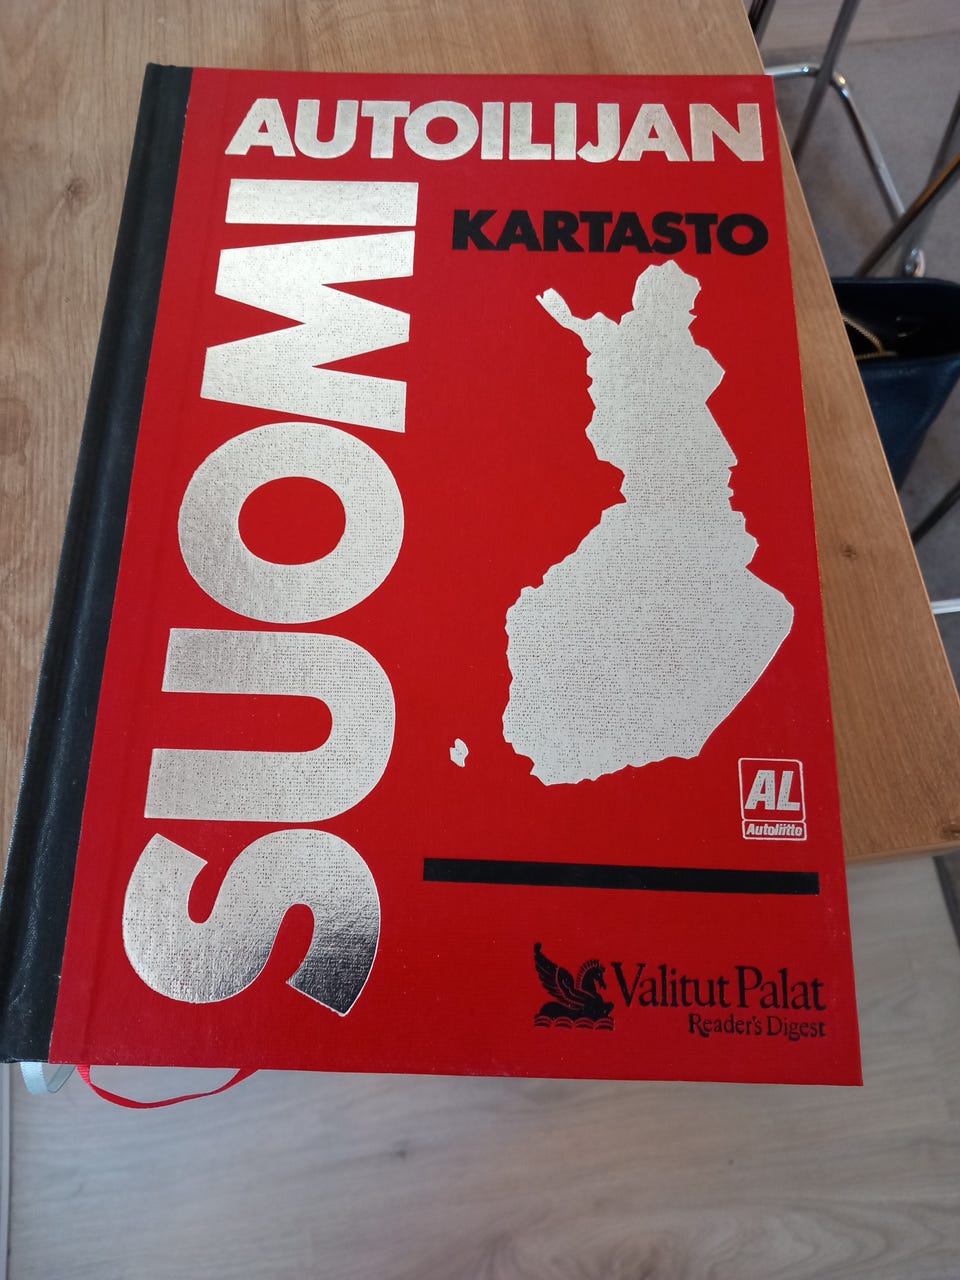 AUTOILIJAN
SUOMI
KARTASTO
AL
Autoliitto
Valitut Palat
Reader's Digest